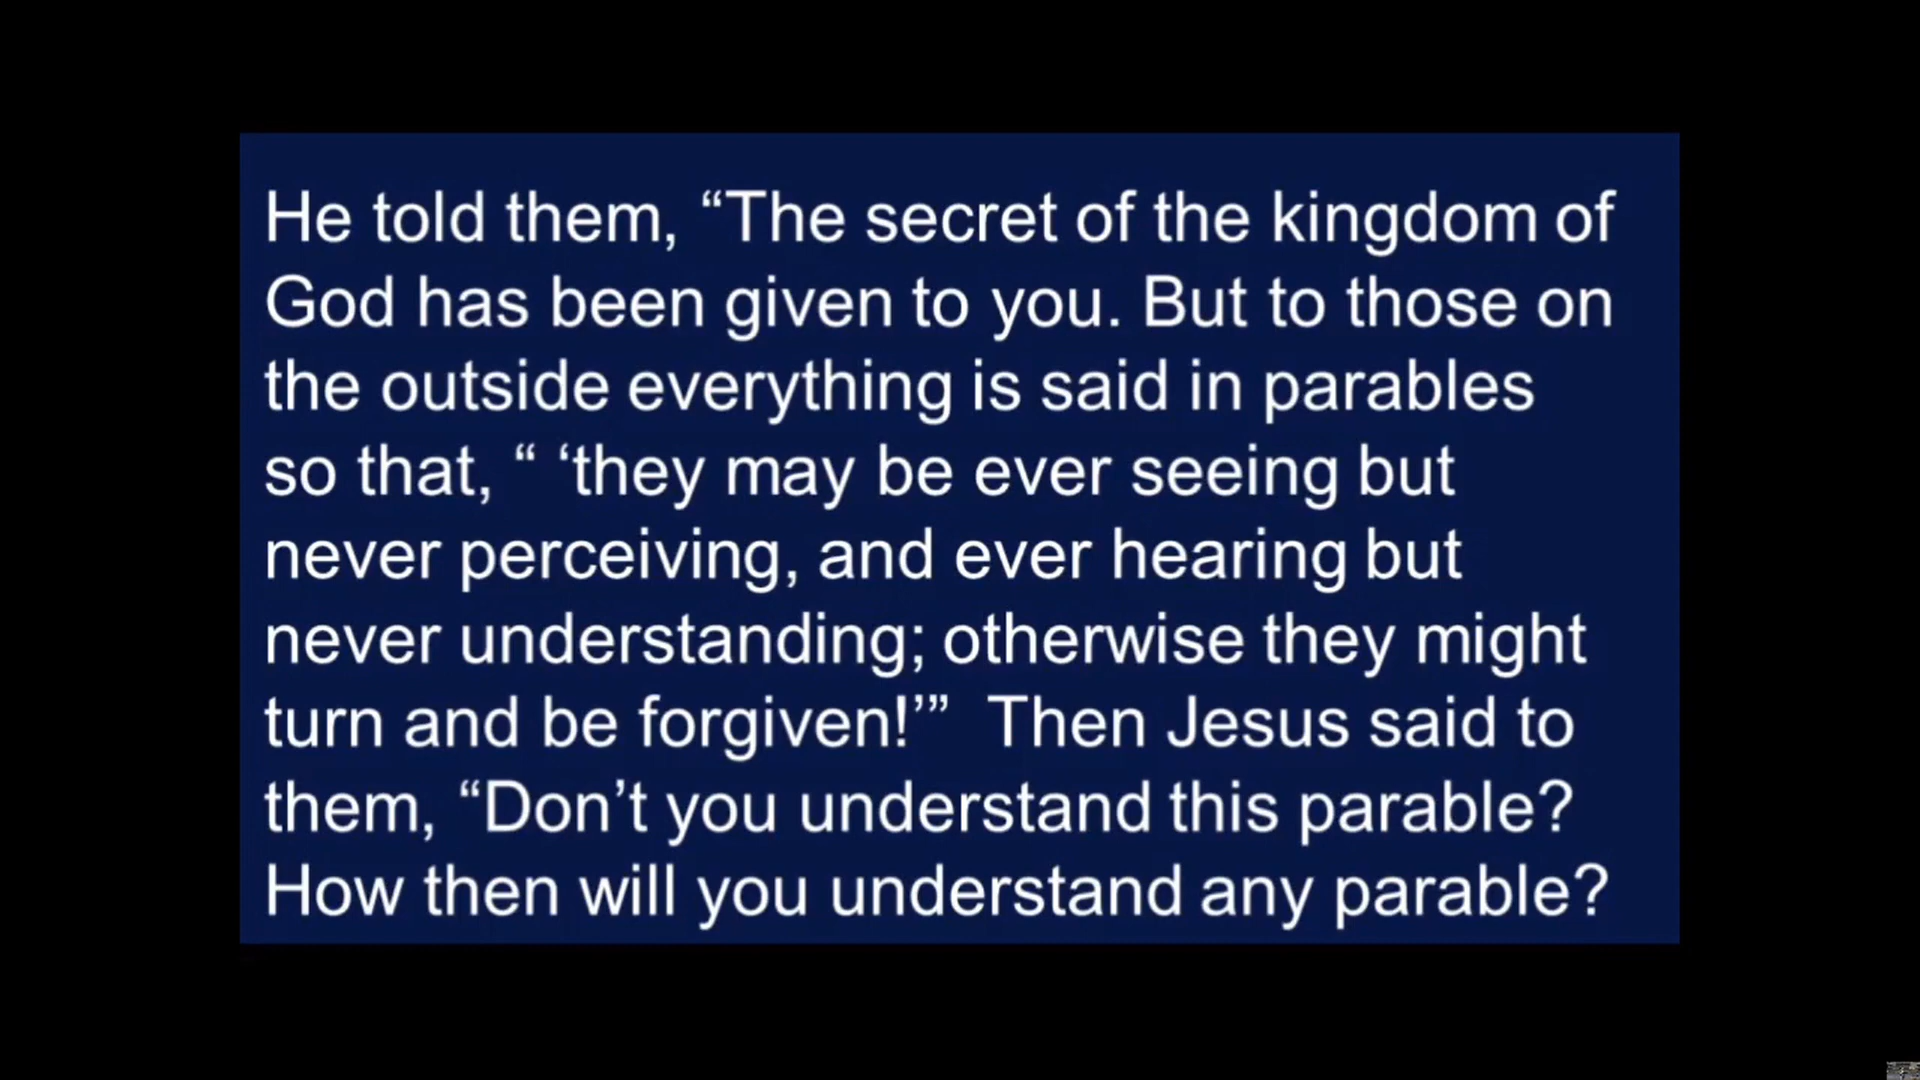 He told them, “The secret of the kingdom of
God has been given to you. But to those on
the outside everything is said in parables
so that, “ ‘they may be ever seeing but
never perceiving, and ever hearing but
never understanding; otherwise they might
turn and be forgiven!’”  Then Jesus said to
them, “Don’t you understand this parable?
How then will you understand any parable?